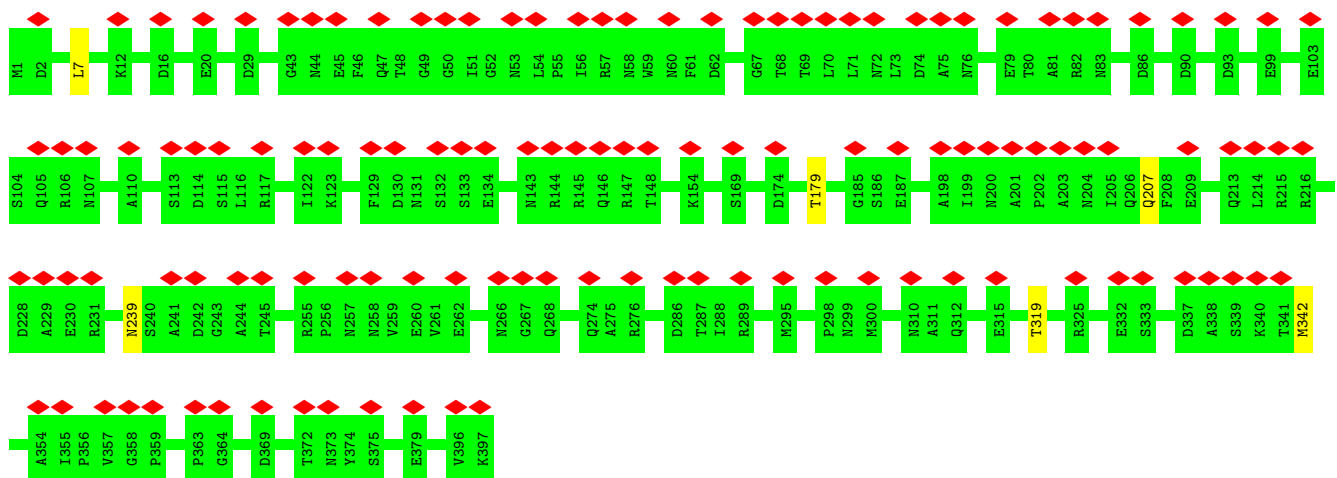 M1 D2 L7 K12 D16 E20 D29 G43 N44 E45 F46 Q47 T48 G49 G50 I51 G52 N53 L54 P55 I56 R57 N58 W59 N60 F61 D62 G67 T68 T69 L70 L71 N72 L73 D74 A75 N76 E79 T80 A81 R82 N83 D86 D90 D93 E99 E103
S104 Q105 R106 N107 A110 S113 D114 S115 L116 R117 I122 K123 F129 D130 N131 S132 S133 E134 N143 R144 R145 Q146 R147 T148 K154 S169 D174 T179 G185 S186 E187 A198 I199 N200 A201 P202 A203 N204 I205 Q206 Q207 F208 E209 Q213 L214 R215 R216
D228 A229 E230 R231 N239 S240 A241 D242 G243 A244 T245 R255 P256 N257 N258 V259 E260 V261 E262 N266 G267 Q268 Q274 A275 R276 D286 T287 I288 R289 M295 P298 N299 M300 N310 A311 Q312 E315 T319 R325 E332 S333 D337 A338 S339 K340 T341 M342
A354 I355 P356 V357 G358 P359 P363 G364 D369 T372 N373 Y374 S375 E379 V396 K397